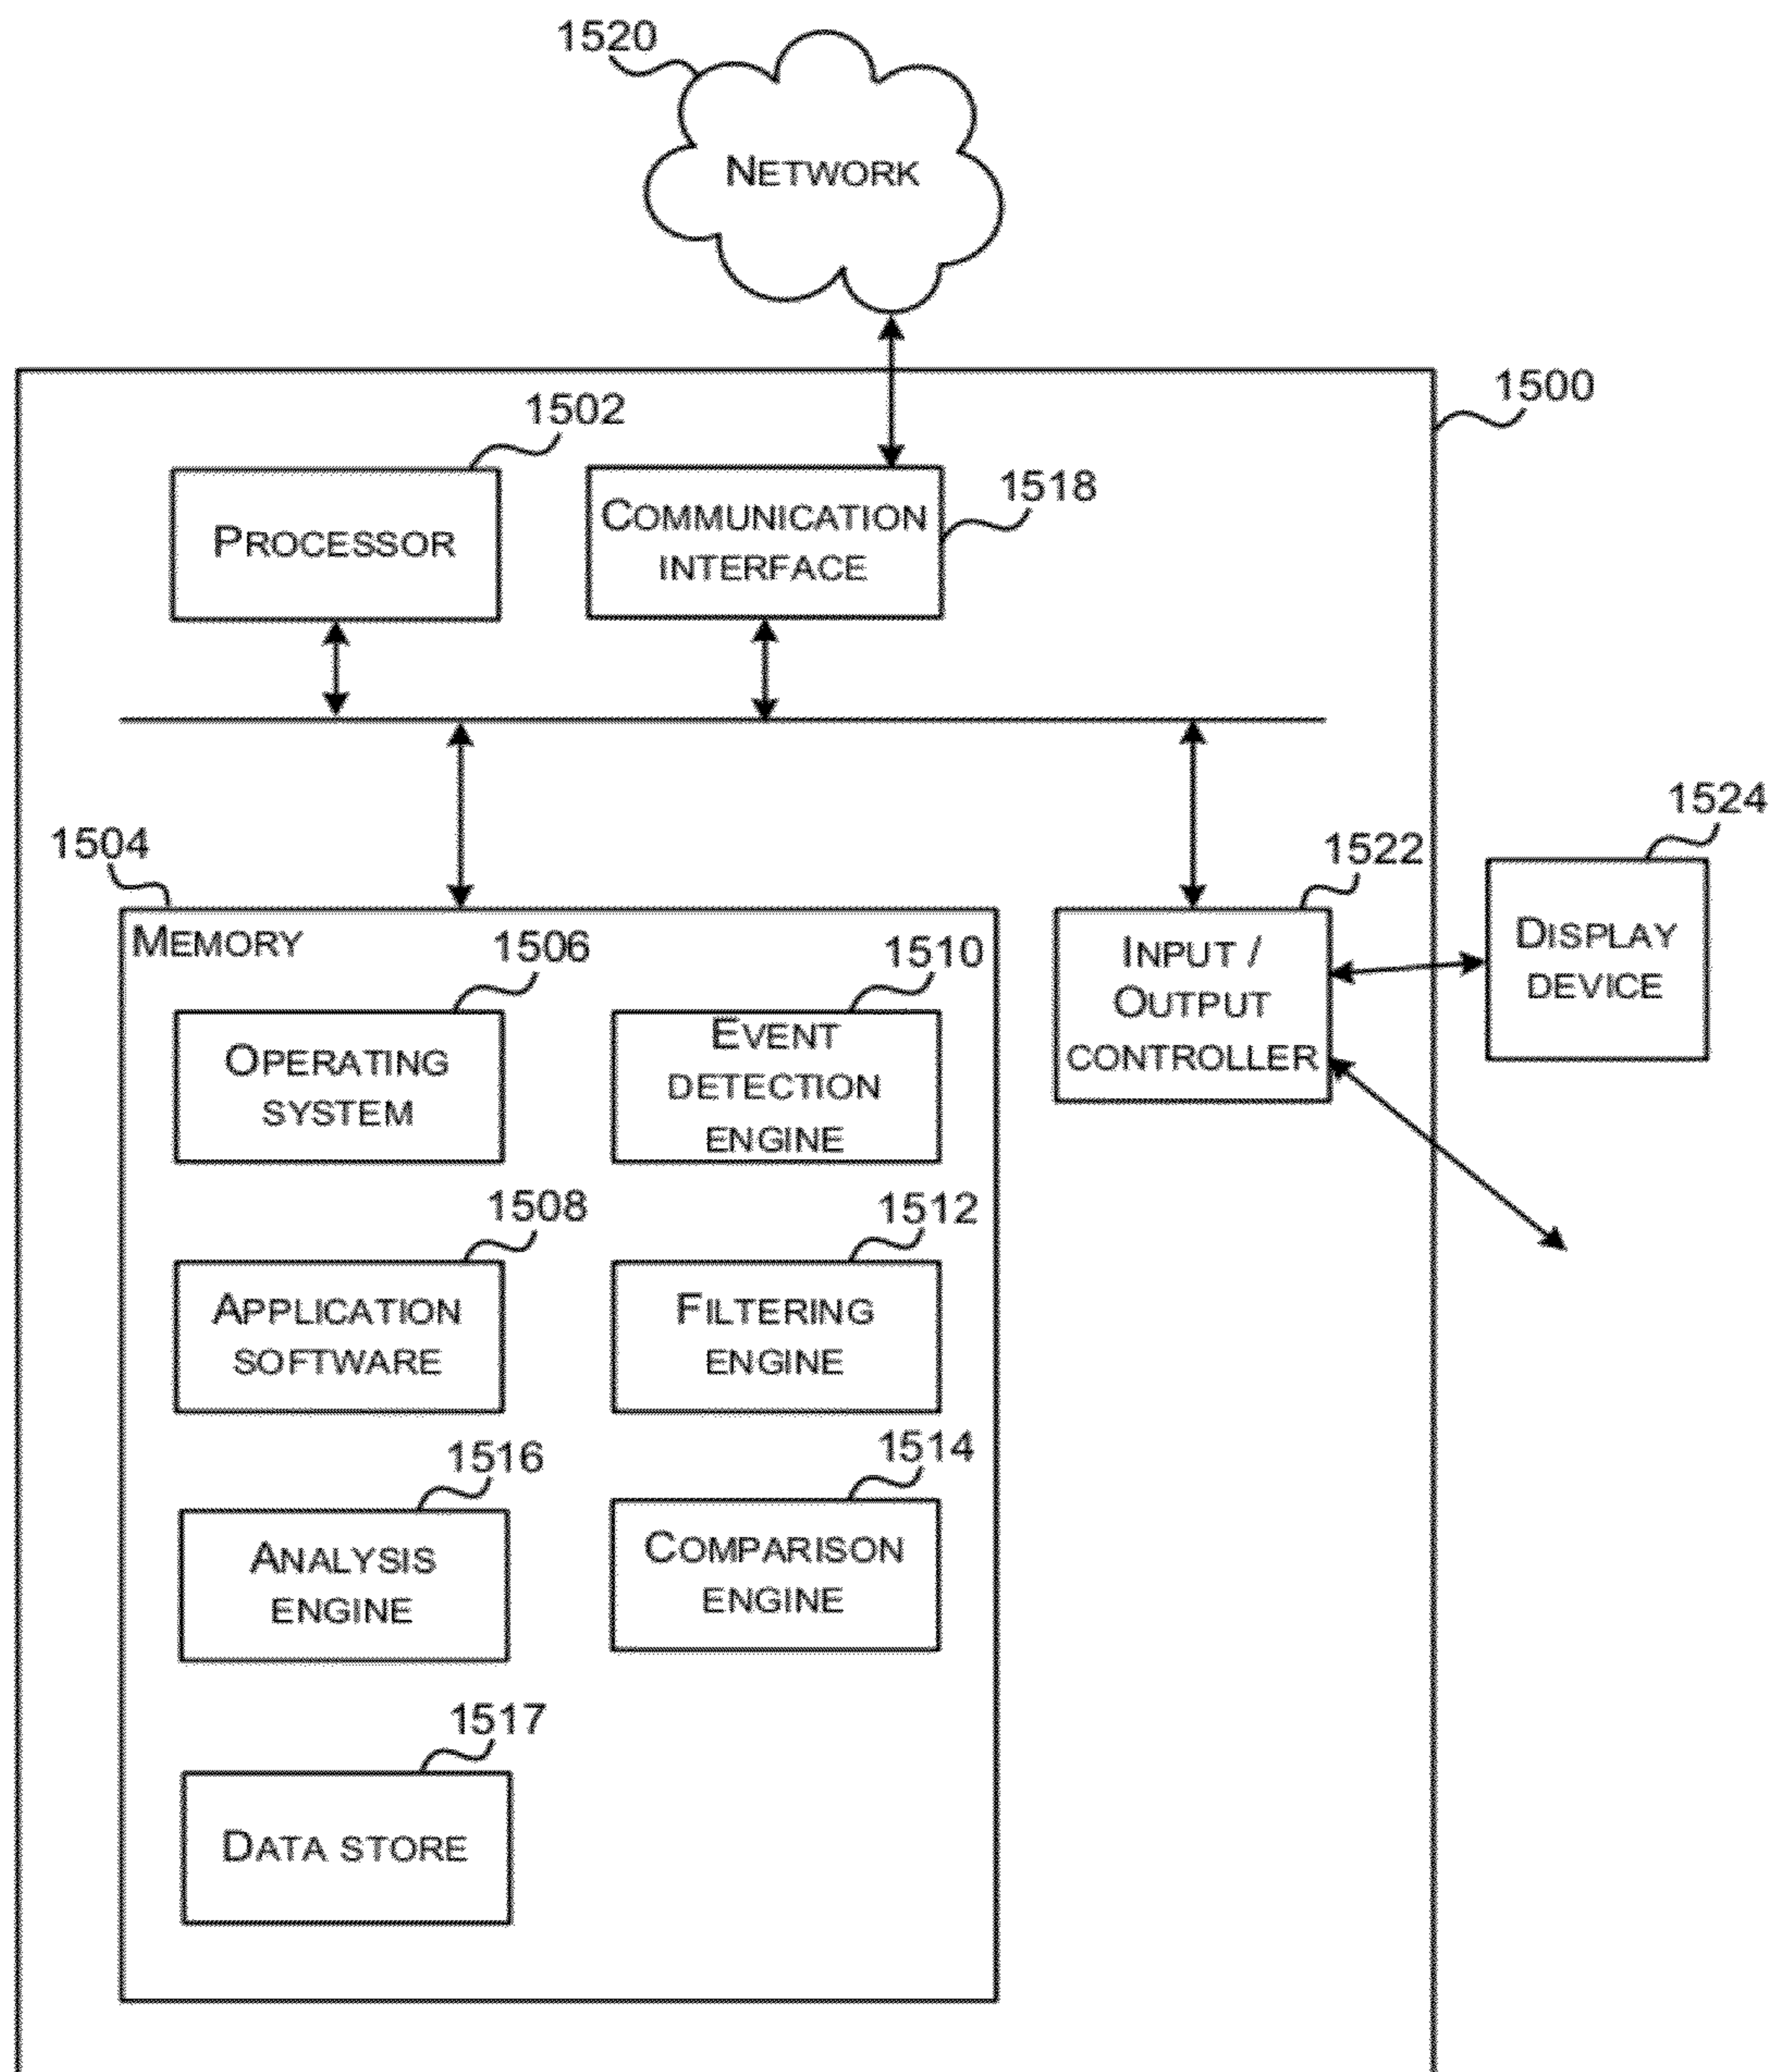 1520
NETWORK
1500
1502
PROCESSOR
1518
COMMUNICATION
INTERFACE
1504
MEMORY
1506
OPERATING
SYSTEM
1510
EVENT
DETECTION
ENGINE
1508
APPLICATION
SOFTWARE
1512
FILTERING
ENGINE
1516
ANALYSIS
ENGINE
1514
COMPARISON
ENGINE
1517
DATA STORE
1522
INPUT /
OUTPUT
CONTROLLER
1524
DISPLAY
DEVICE